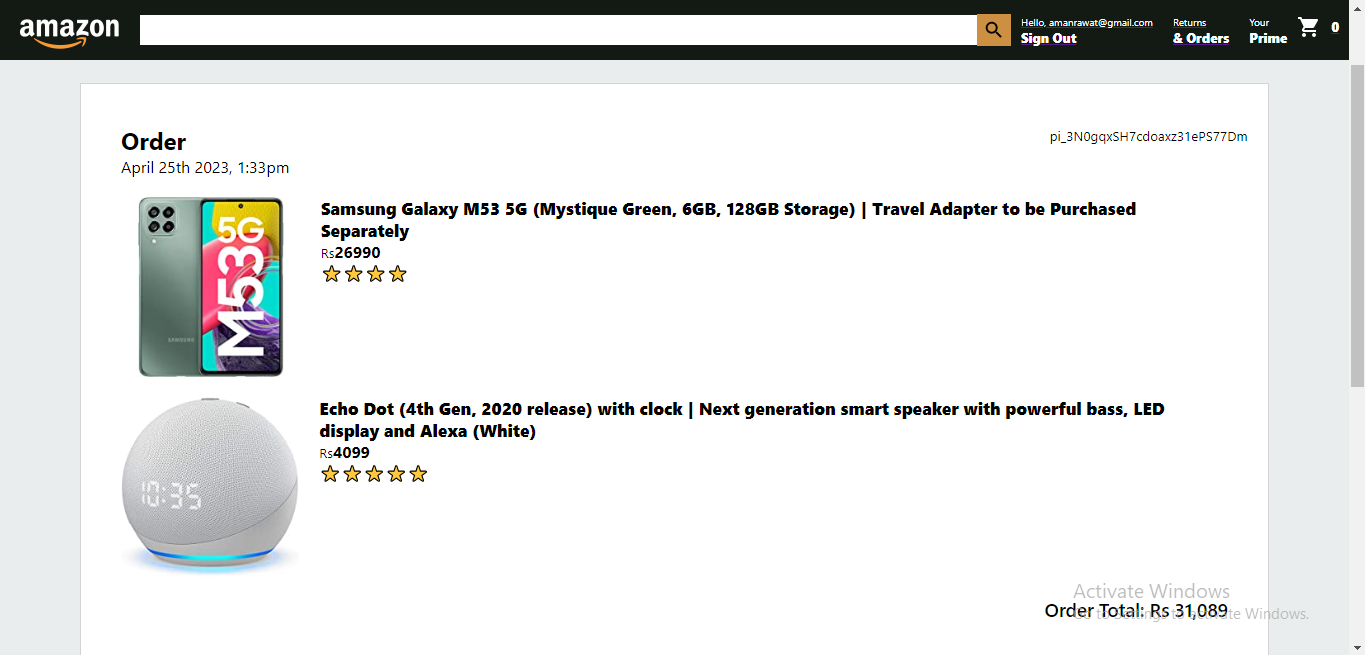 amazon
Hello, amanrawat@gmail.com
Sign Out
Returns
& Orders
Your
Prime
0
Order
pi_3N0gqxSH7cdoaxz31ePS77Dm
April 25th 2023, 1:33pm
5G
M53
SAMSUNG
Samsung Galaxy M53 5G (Mystique Green, 6GB, 128GB Storage) | Travel Adapter to be Purchased
Separately
Rs26990
10:35
Echo Dot (4th Gen, 2020 release) with clock | Next generation smart speaker with powerful bass, LED
display and Alexa (White)
Rs4099
Activate Windows
Order Total: Rs 31,089
Go to Settings to activate Windows.